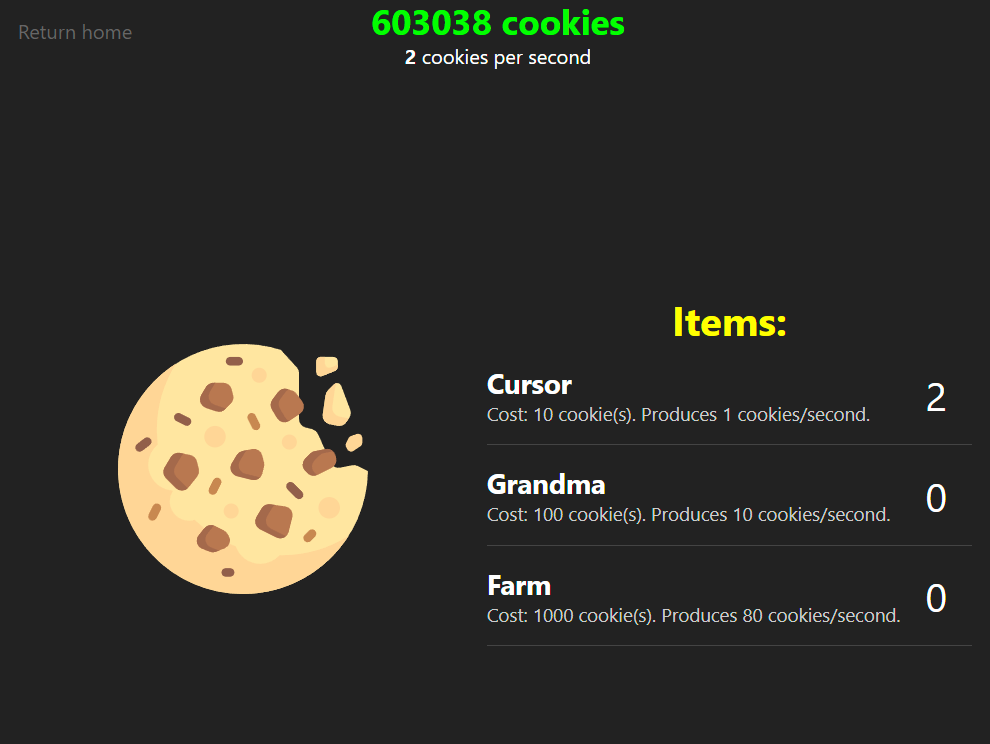 Return home
603038 cookies
2 cookies per second
Items:
Cursor
Cost: 10 cookie(s). Produces 1 cookies/second.
2
Grandma
Cost: 100 cookie(s). Produces 10 cookies/second.
0
Farm
Cost: 1000 cookie(s). Produces 80 cookies/second.
0